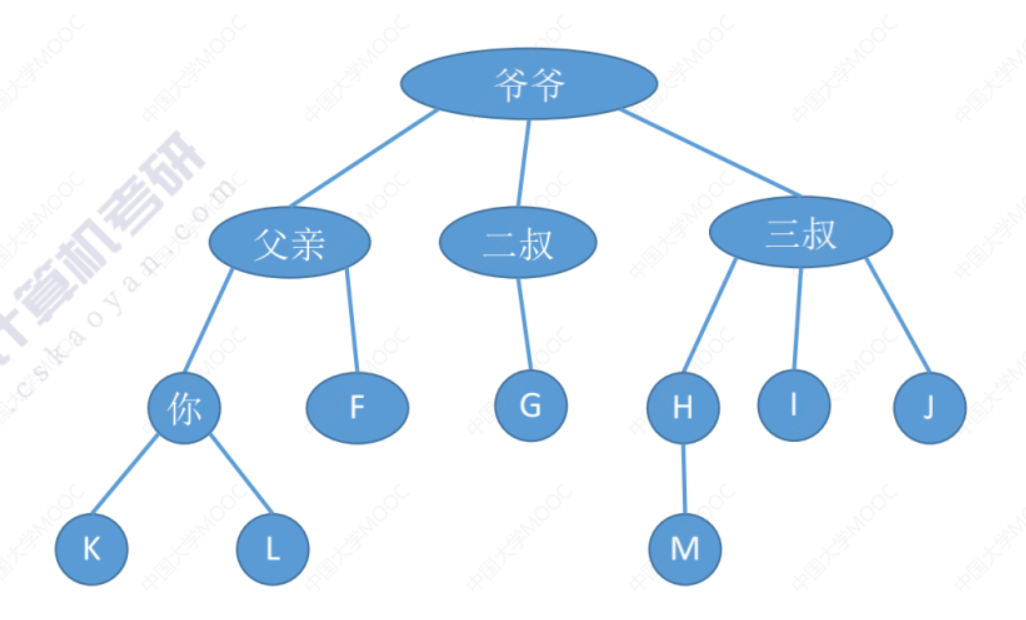 爷爷
父亲 二叔 三叔
你 F G H I J
K L M
计算机考研
.cskaoyan.com
中国大学MOOC